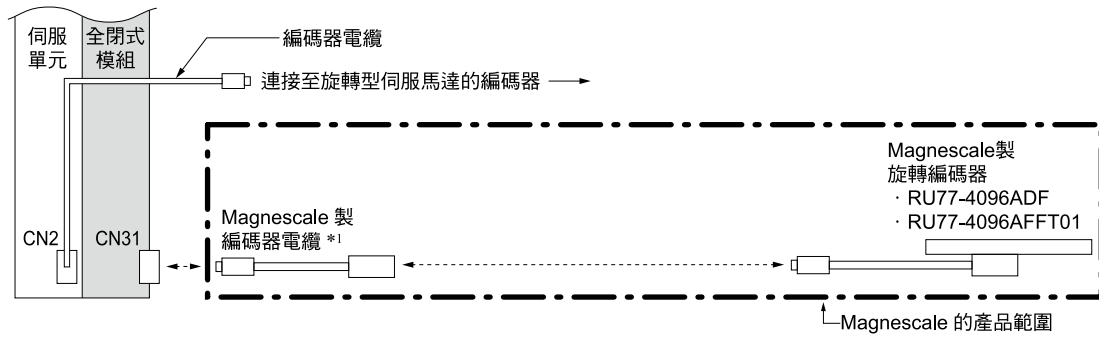 伺服
單元
全閉式
模組
編碼器電纜
連接至旋轉型伺服馬達的編碼器
Magnescale製
旋轉編碼器
· RU77-4096ADF
· RU77-4096AFFT01
CN2
CN31
Magnescale 製
編碼器電纜 *1
Magnescale 的產品範圍